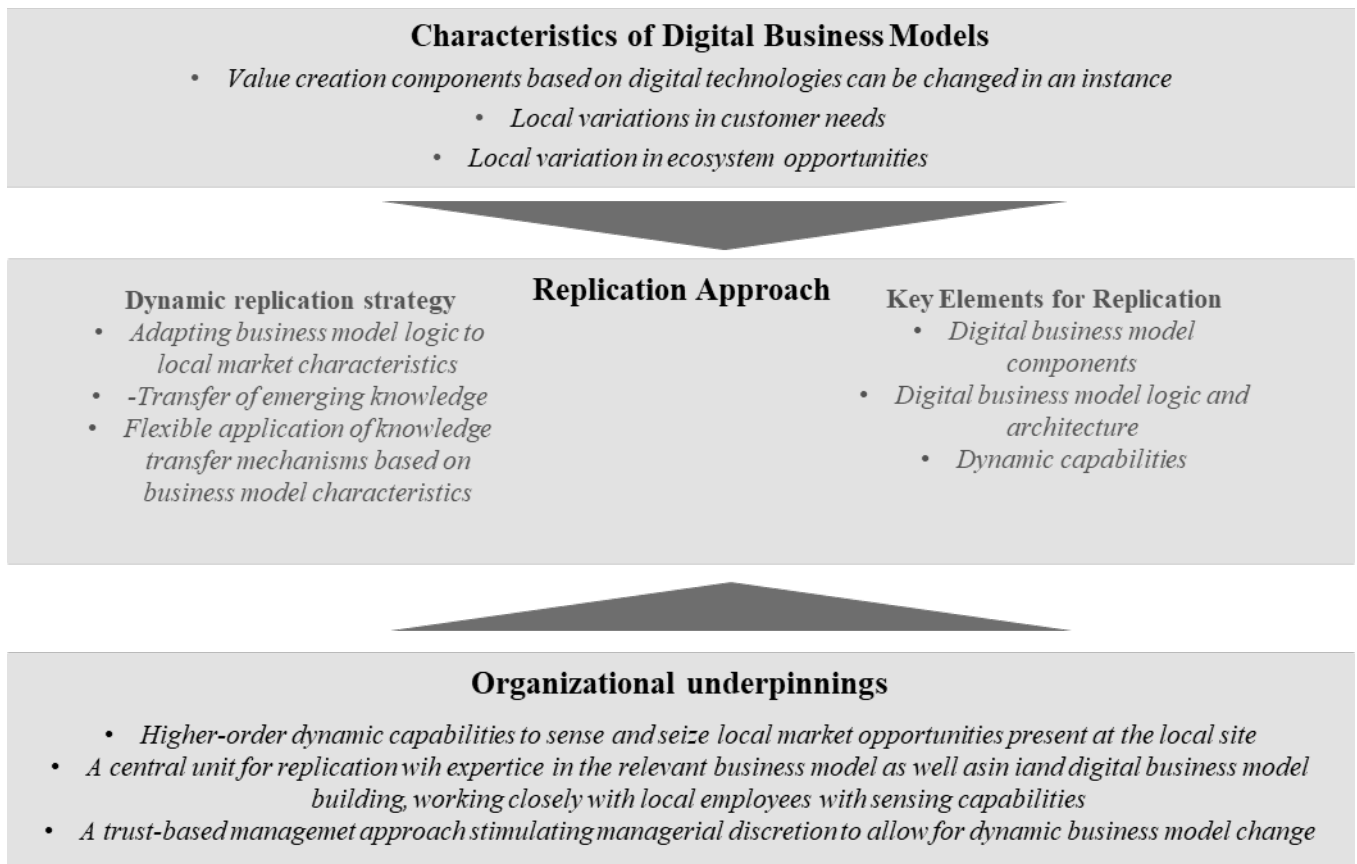 Characteristics of Digital Business Models
• Value creation components based on digital technologies can be changed in an instance
• Local variations in customer needs
• Local variation in ecosystem opportunities
Replication Approach
Dynamic replication strategy
• Adapting business model logic to
local market characteristics
• -Transfer of emerging knowledge
• Flexible application of knowledge
transfer mechanisms based on
business model characteristics
Key Elements for Replication
• Digital business model
components
• Digital business model logic and
architecture
• Dynamic capabilities
Organizational underpinnings
• Higher-order dynamic capabilities to sense and seize local market opportunities present at the local site
• A central unit for replication wih expertice in the relevant business model as well asin iand digital business model
building, working closely with local employees with sensing capabilities
• A trust-based managemet approach stimulating managerial discretion to allow for dynamic business model change